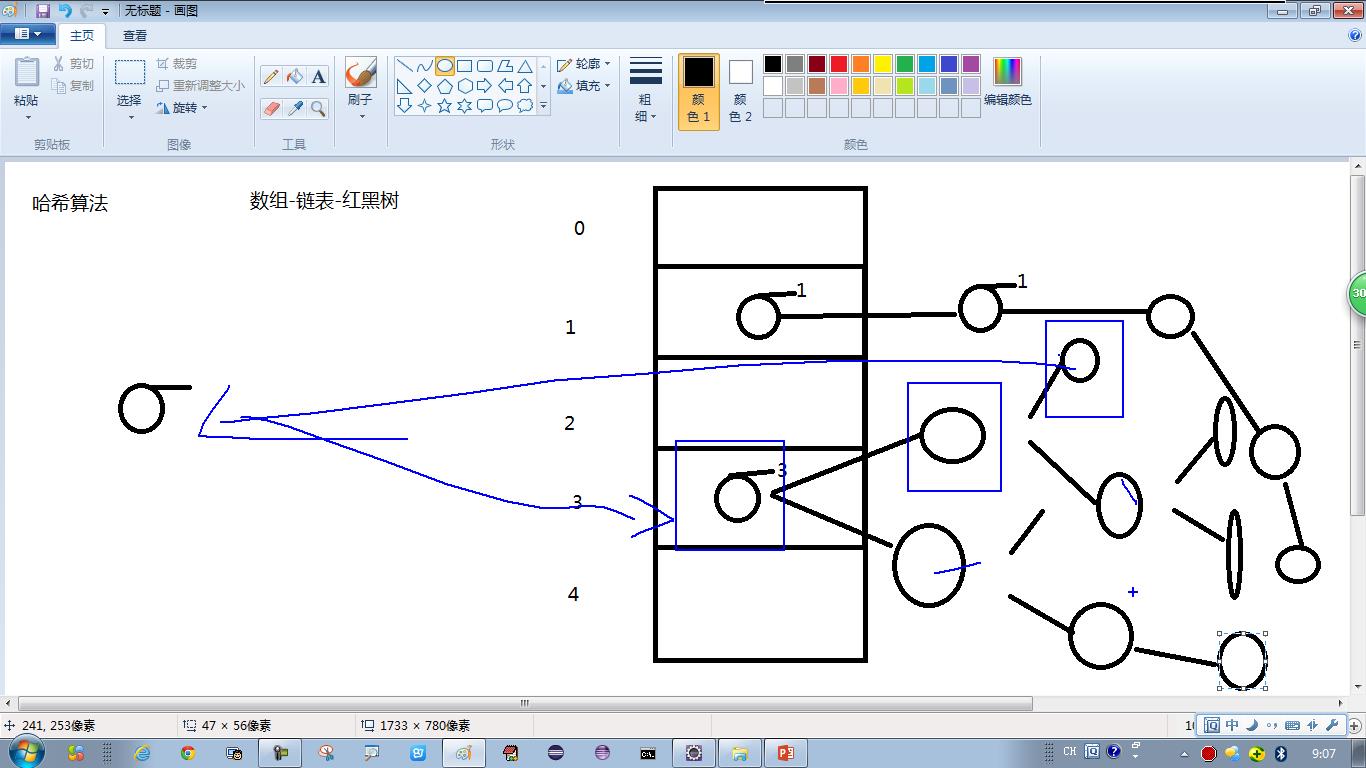 无标题 - 画图
主页
查看
粘贴
剪切
复制
剪贴板
选择
裁剪
重新调整大小
旋转
图像
A
工具
刷子
形状
轮廓
填充
粗
细
颜
色 1
颜
色 2
编辑颜色
颜色
哈希算法
数组-链表-红黑树
0
1
1
1
30
2
3
3
4
241, 253像素
47 × 56像素
1733 × 780像素
中
CH
9:07